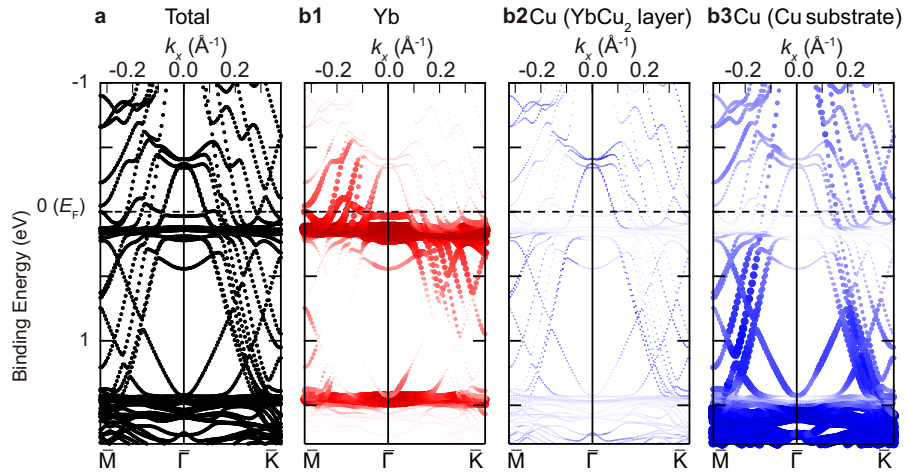 a Total
b1 Yb
b2 Cu (YbCu₂ layer)
b3 Cu (Cu substrate)
kₓ (Å⁻¹) kₓ (Å⁻¹) kₓ (Å⁻¹) kₓ (Å⁻¹)
-0.2 0.0 0.2 -0.2 0.0 0.2 -0.2 0.0 0.2 -0.2 0.0 0.2
-1
0 (E_F)
1
Binding Energy (eV)
M̄ Γ̄ K̄ M̄ Γ̄ K̄ M̄ Γ̄ K̄ M̄ Γ̄ K̄